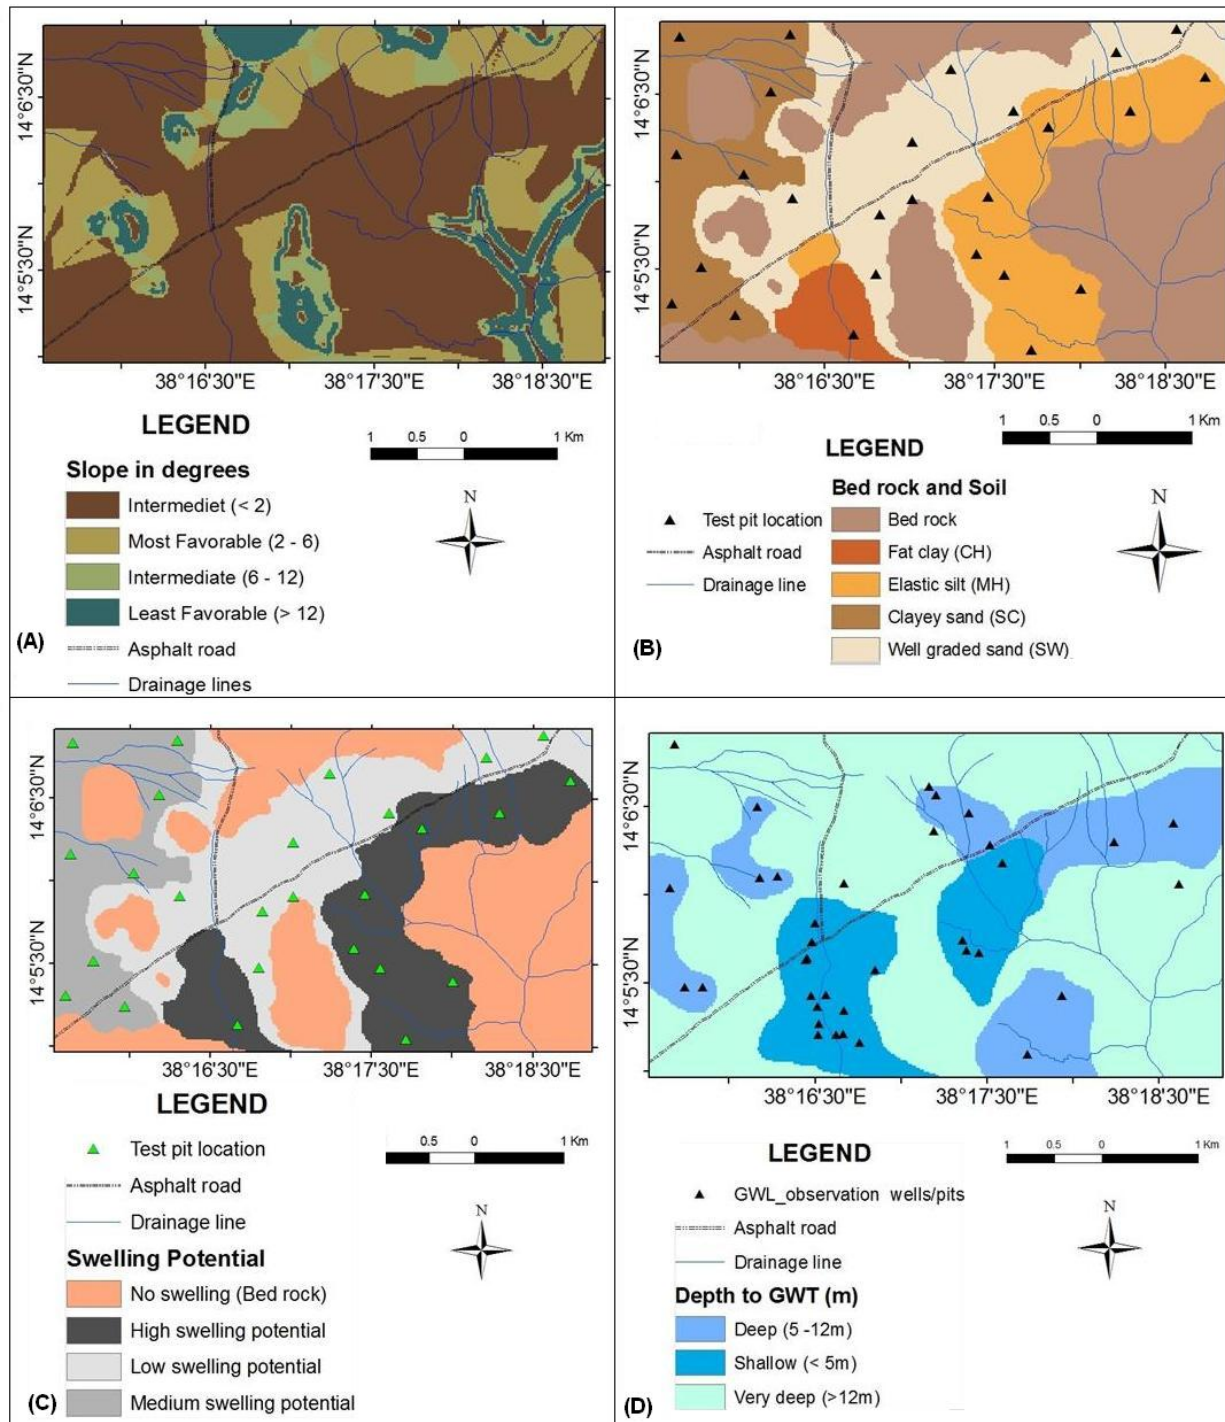 14°6'30"N
14°5'30"N
38°16'30"E 38°17'30"E 38°18'30"E
LEGEND
1 0.5 0 1 Km
Slope in degrees
N
Intermediet (< 2)
Most Favorable (2 - 6)
Intermediate (6 - 12)
Least Favorable (> 12)
Asphalt road
Drainage lines
(A)
14°6'30"N
14°5'30"N
38°16'30"E 38°17'30"E 38°18'30"E
1 0.5 0 1 Km
LEGEND
Bed rock and Soil
N
Test pit location
Asphalt road
Drainage line
Bed rock
Fat clay (CH)
Elastic silt (MH)
Clayey sand (SC)
Well graded sand (SW)
(B)
14°6'30"N
14°5'30"N
38°16'30"E 38°17'30"E 38°18'30"E
LEGEND
0.5 0 1 Km
Test pit location
Asphalt road
Drainage line
N
Swelling Potential
No swelling (Bed rock)
High swelling potential
Low swelling potential
Medium swelling potential
(C)
14°6'30"N
14°5'30"N
38°16'30"E 38°17'30"E 38°18'30"E
LEGEND
1 0.5 0 1 Km
GWL_observation wells/pits
Asphalt road
Drainage line
N
Depth to GWT (m)
Deep (5 -12m)
Shallow (< 5m)
Very deep (>12m)
(D)